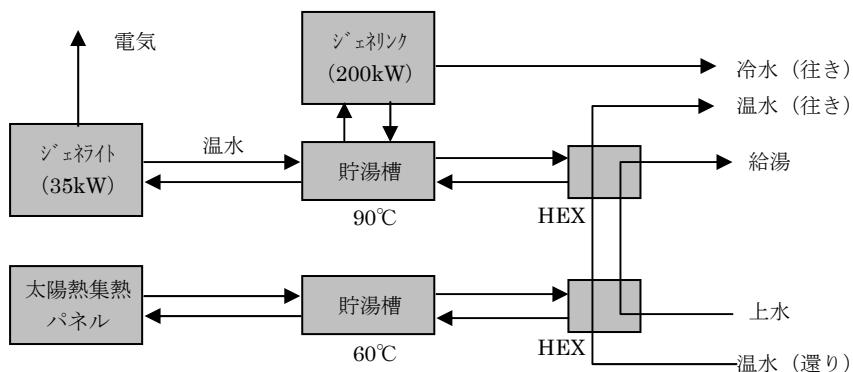 電気
ｼﾞｪﾈﾘﾝｸ
(200kW)
冷水（往き）
温水（往き）
ｼﾞｪﾈﾗｲﾄ
(35kW)
温水
貯湯槽
給湯
90℃
HEX
太陽熱集熱
パネル
貯湯槽
上水
60℃
HEX
温水（還り）